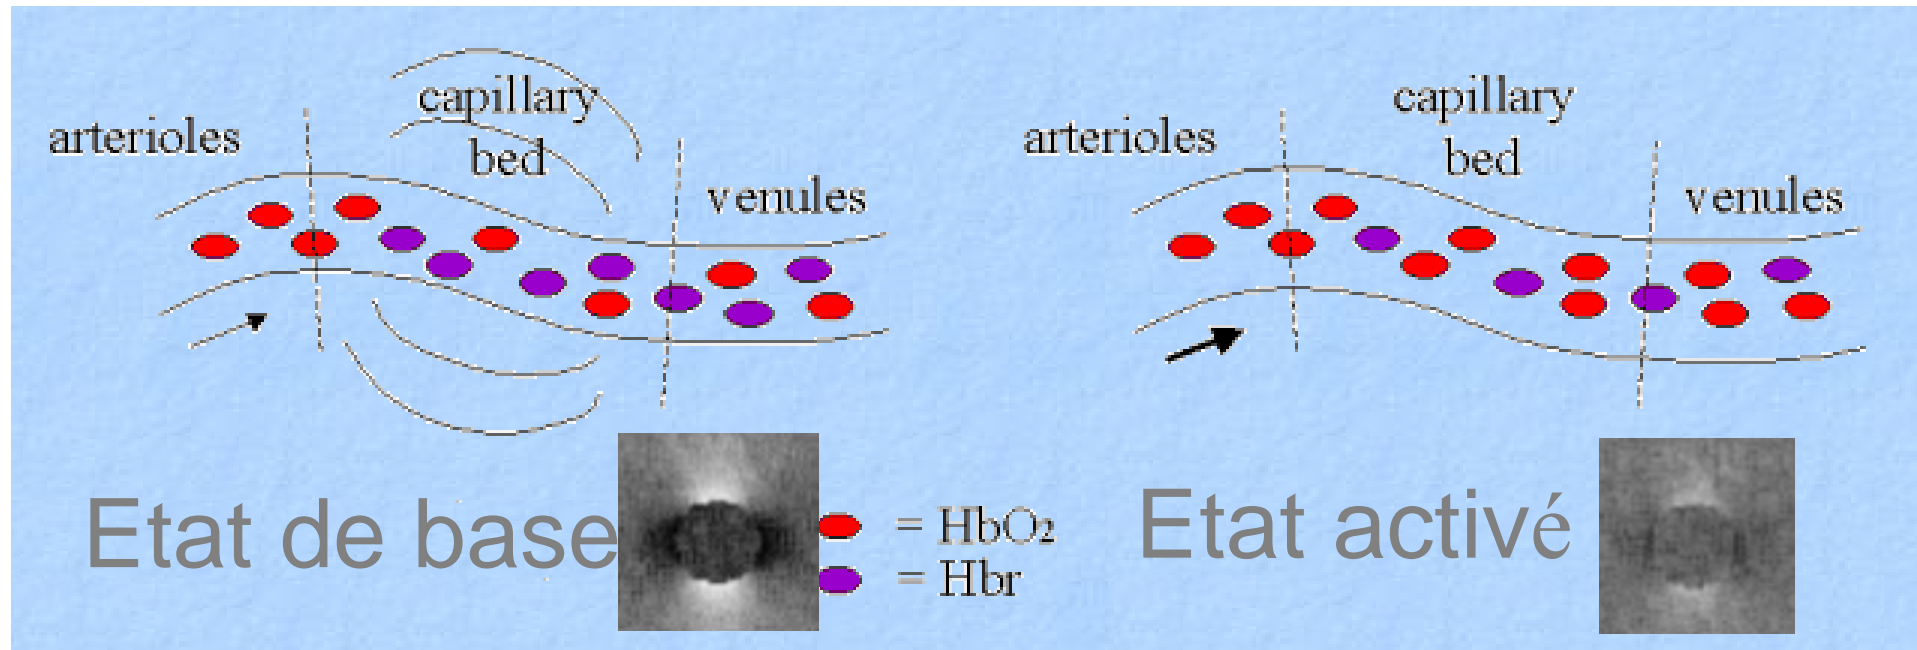 arterioles
capillary
bed
venules
arterioles
capillary
bed
venules
Etat de base
= HbO₂
= Hbr
Etat activé